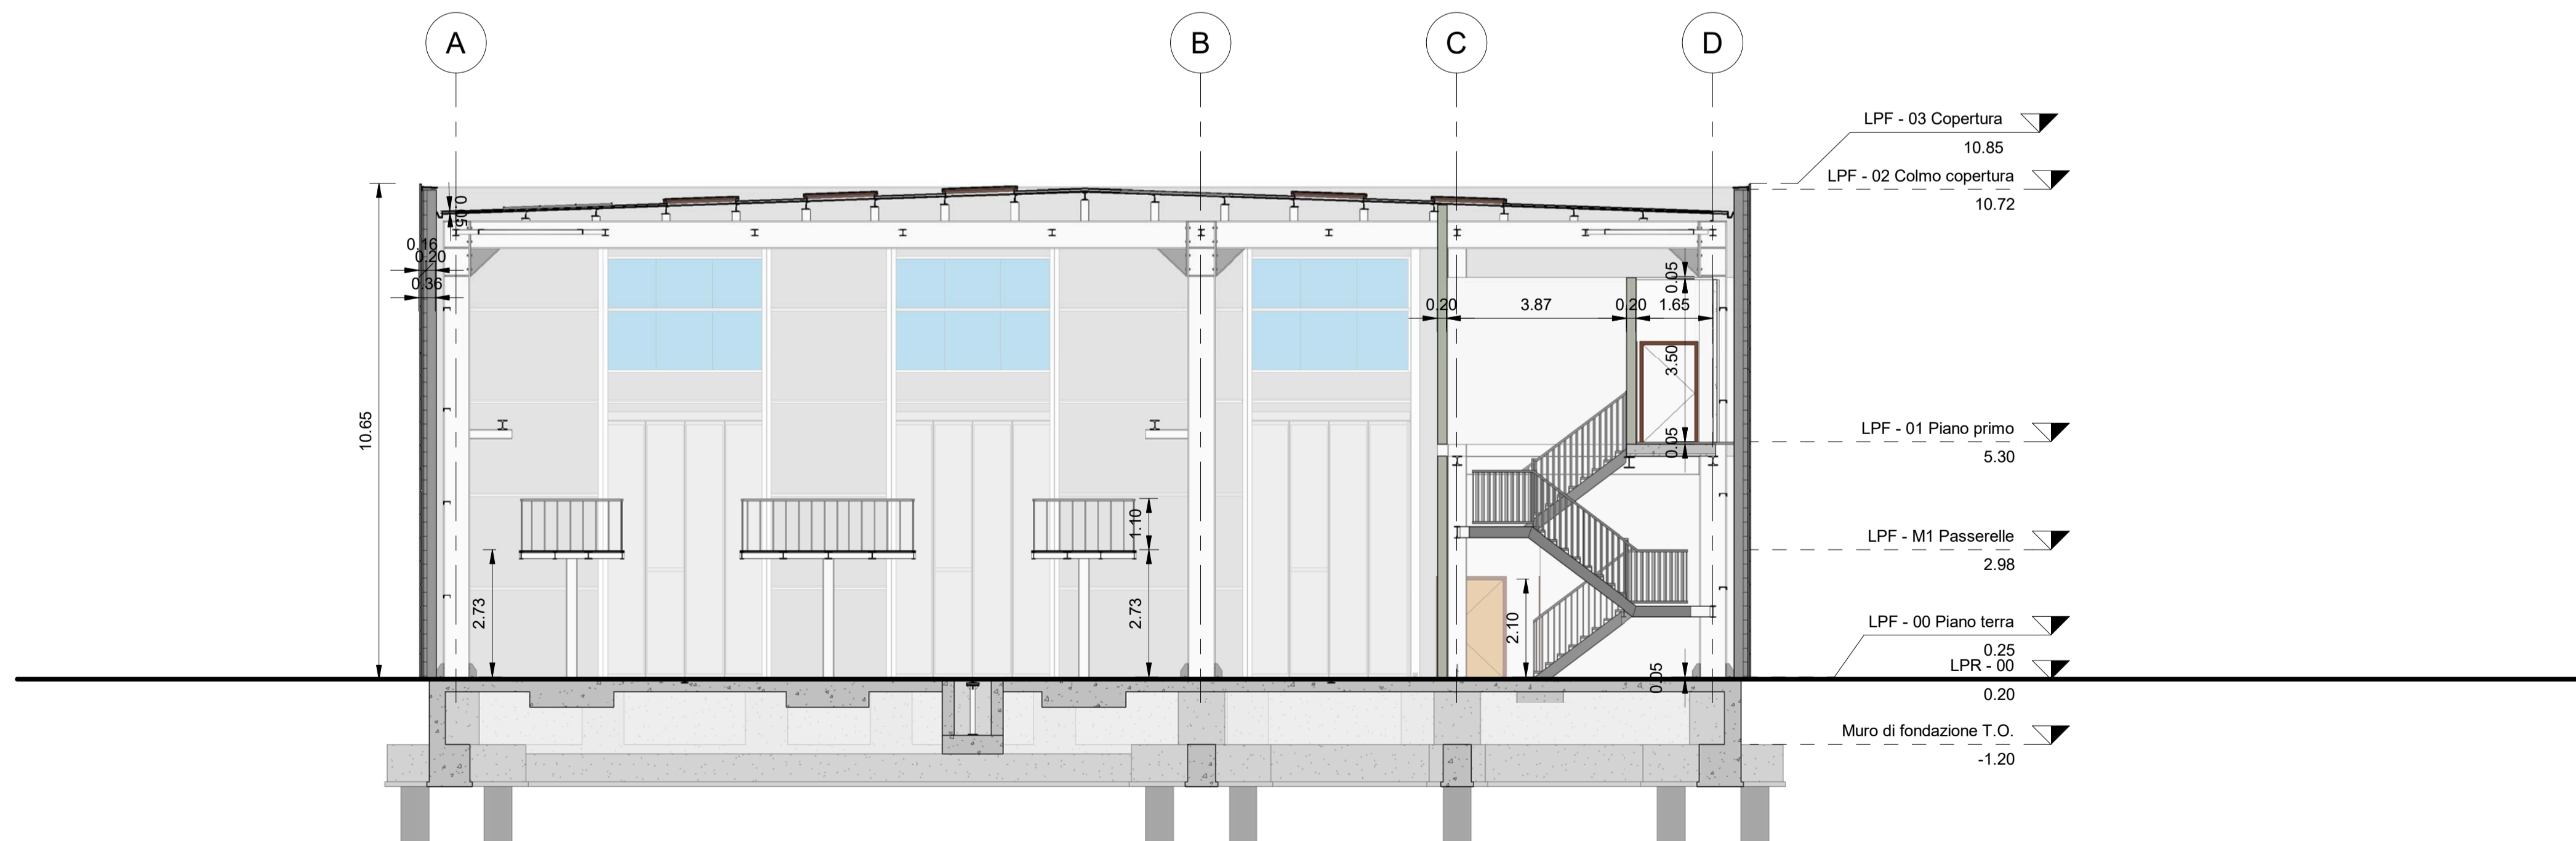 A
B
C
D
LPF - 03 Copertura
10.85
LPF - 02 Colmo copertura
10.72
0.05
0.16
0.20
0.36
0.05
0.20
3.87
0.20
1.65
3.50
10.65
LPF - 01 Piano primo
5.30
0.05
1.10
LPF - M1 Passerelle
2.98
2.73
2.73
2.10
LPF - 00 Piano terra
0.25
LPR - 00
0.20
0.05
Muro di fondazione T.O.
-1.20